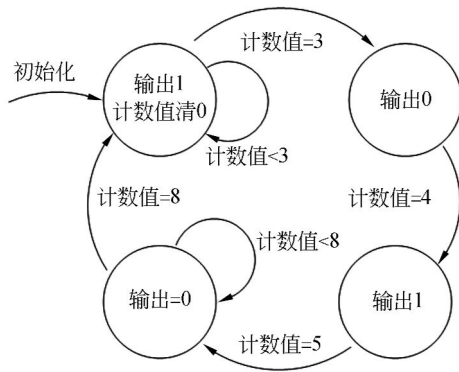 计数值=3
初始化
输出1
计数值清0
输出0
计数值<3
计数值=8
计数值=4
计数值<8
输出=0
输出1
计数值=5